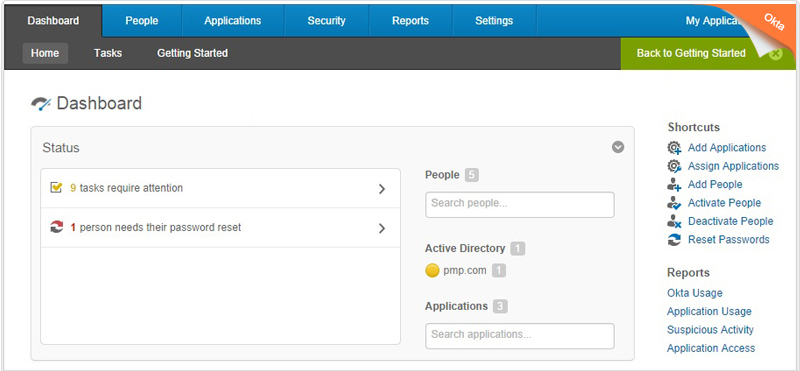 Dashboard People Applications Security Reports Settings My Applica Okta
Home Tasks Getting Started Back to Getting Started
Dashboard
Status
9 tasks require attention
1 person needs their password reset
People 5
Search people...
Active Directory 1
pmp.com 1
Applications 3
Search applications...
Shortcuts
Add Applications
Assign Applications
Add People
Activate People
Deactivate People
Reset Passwords
Reports
Okta Usage
Application Usage
Suspicious Activity
Application Access